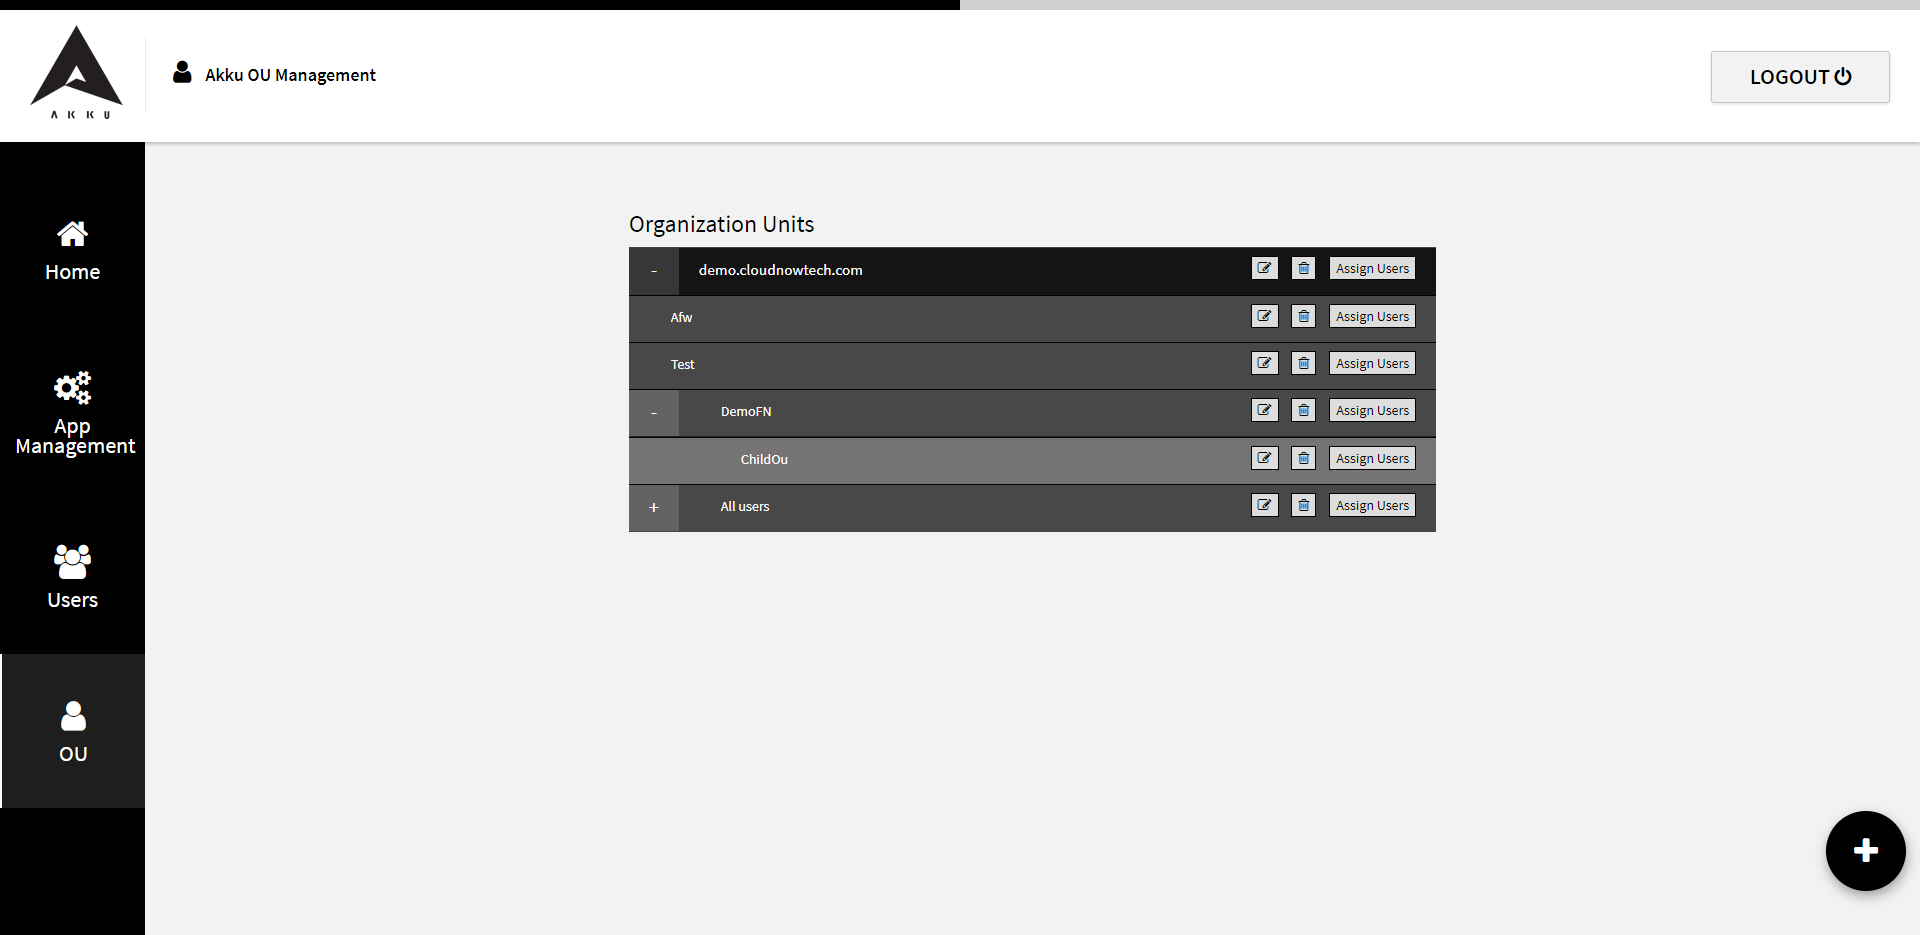 AKKU
Akku OU Management
LOGOUT
Home
App
Management
Users
OU
Organization Units
- demo.cloudnowtech.com Assign Users
Afw Assign Users
Test Assign Users
- DemoFN Assign Users
ChildOu Assign Users
+ All users Assign Users